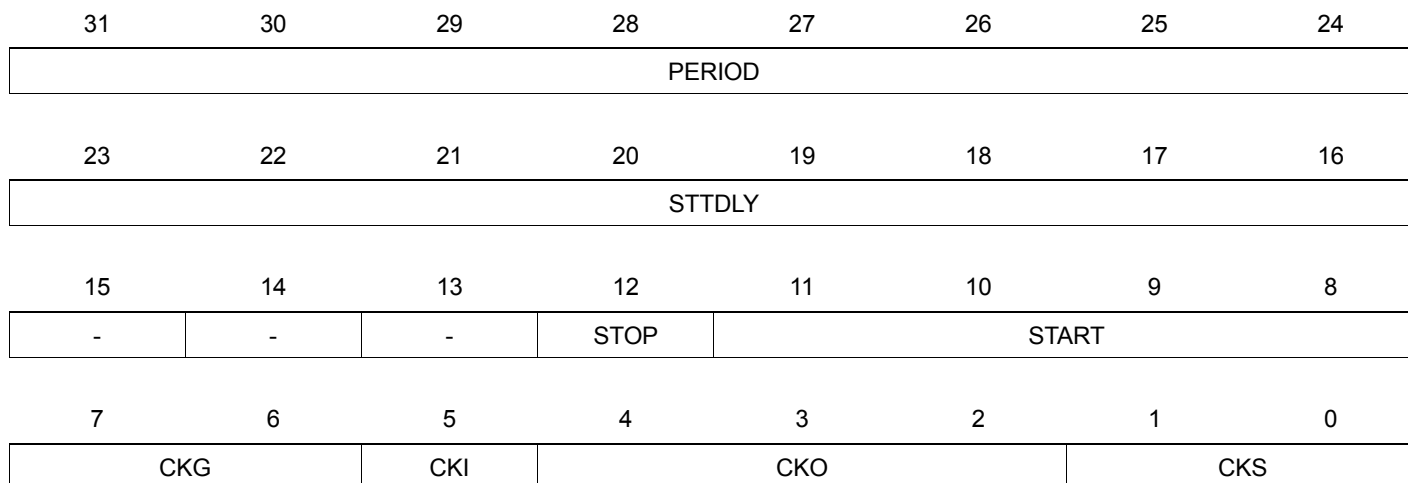 31 30 29 28 27 26 25 24
PERIOD
23 22 21 20 19 18 17 16
STTDLY
15 14 13 12 11 10 9 8
- - - STOP START
7 6 5 4 3 2 1 0
CKG CKI CKO CKS